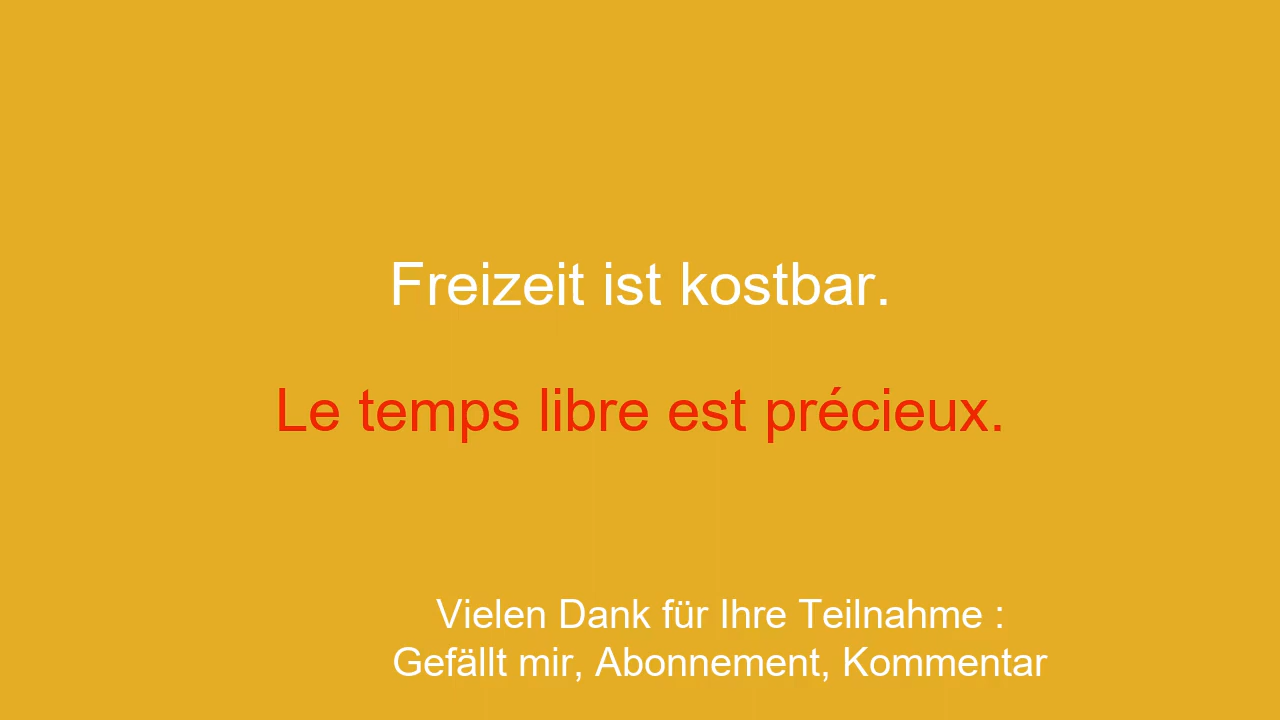 Freizeit ist kostbar.
Le temps libre est précieux.
Vielen Dank für Ihre Teilnahme :
Gefällt mir, Abonnement, Kommentar